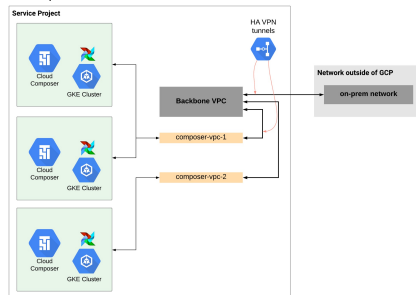 Service Project
HA VPN
tunnels
Cloud
Composer
GKE Cluster
Network outside of GCP
Backbone VPC
on-prem network
composer-vpc-1
Cloud
Composer
GKE Cluster
composer-vpc-2
Cloud
Composer
GKE Cluster